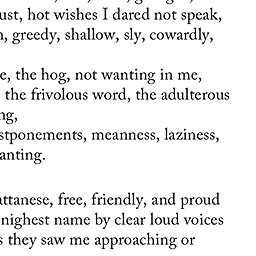 ust, hot wishes I dared not speak,
, greedy, shallow, sly, cowardly,
e, the hog, not wanting in me,
the frivolous word, the adulterous
ng,
stponements, meanness, laziness,
anting.
attanese, free, friendly, and proud
nighest name by clear loud voices
s they saw me approaching or